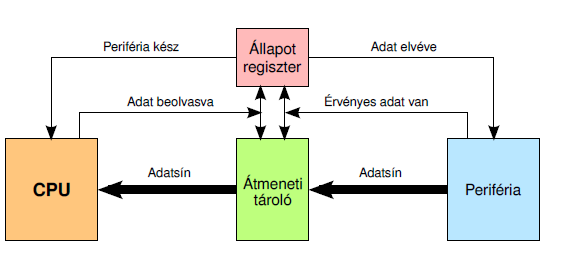 Periféria kész
Állapot
regiszter
Adat elvéve
Adat beolvasva
Érvényes adat van
CPU
Adatsín
Átmeneti
tároló
Adatsín
Periféria